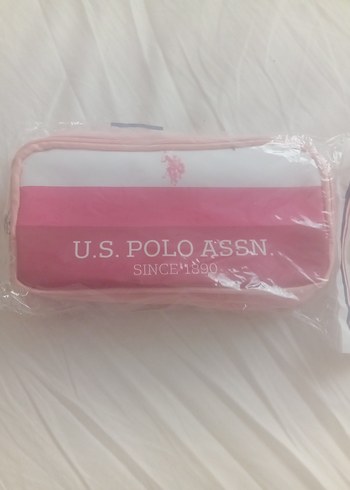 U.S. POLO ASSN.
SINCE 1890